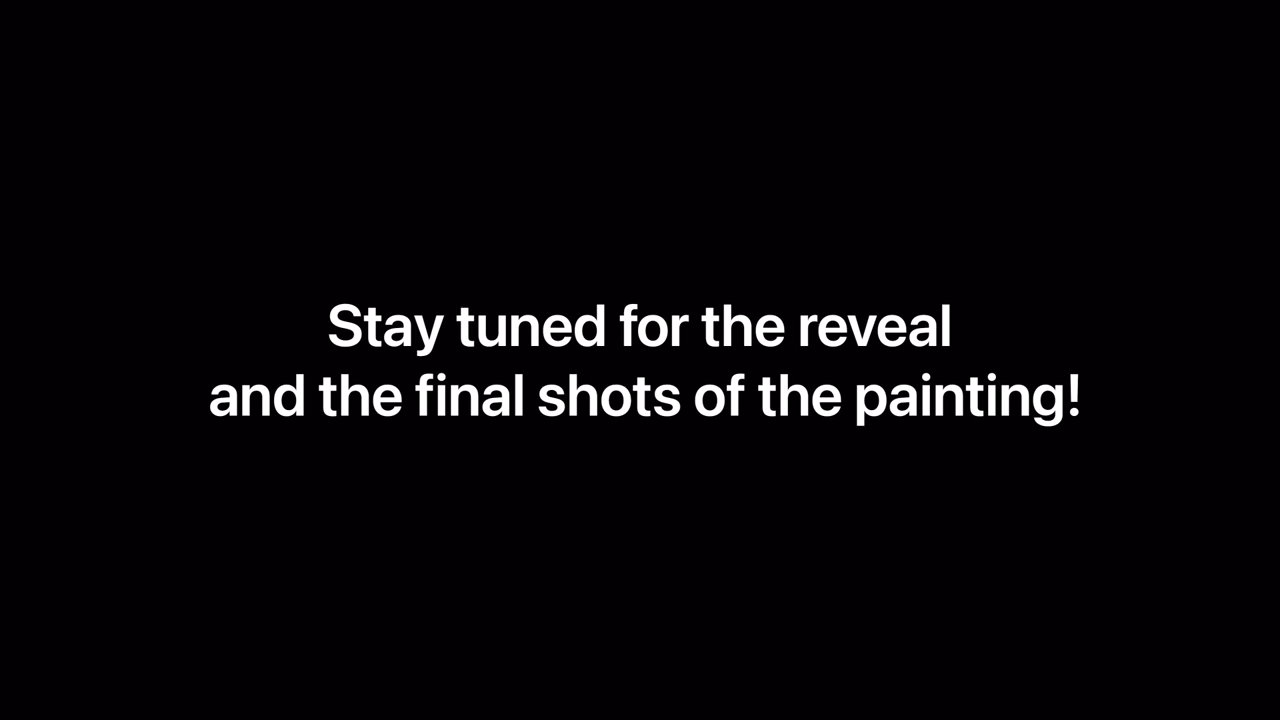 Stay tuned for the reveal
and the final shots of the painting!